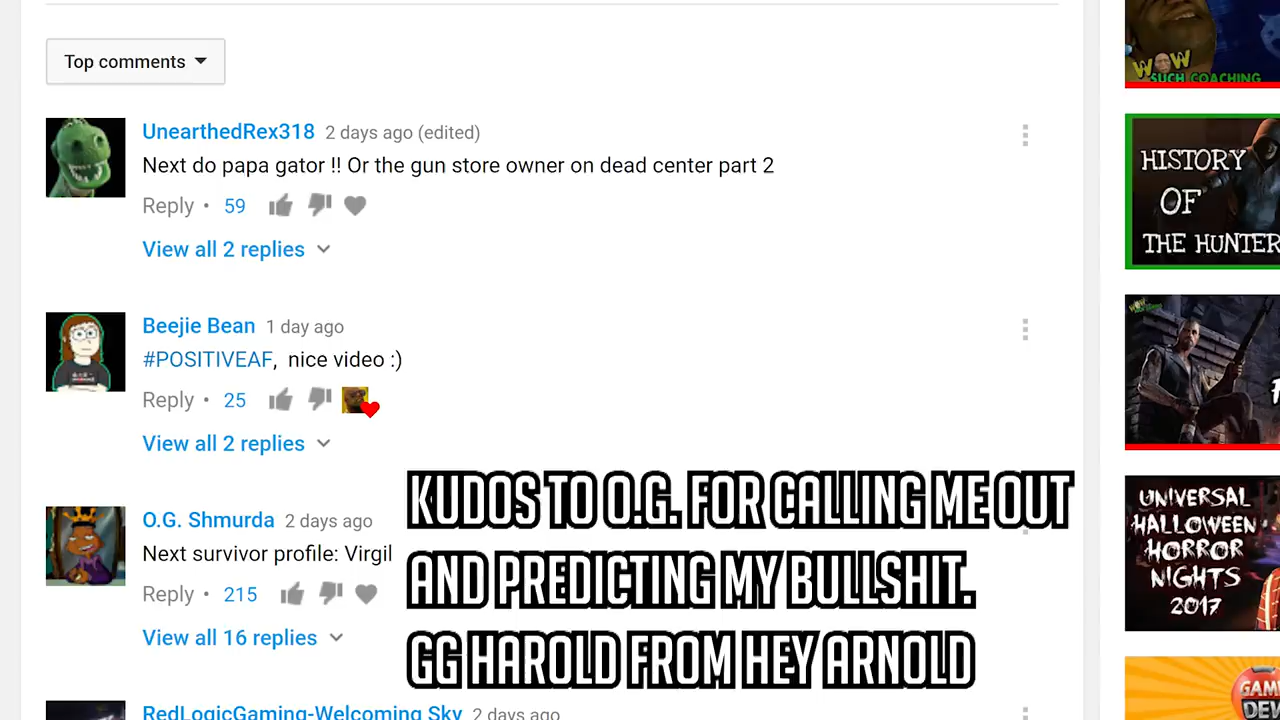 Top comments
WOW
SUCH COACHING
UnearthedRex318 2 days ago (edited)
Next do papa gator !! Or the gun store owner on dead center part 2
Reply • 59
View all 2 replies
HISTORY
OF
THE HUNTER
Beejie Bean 1 day ago
#POSITIVEAF, nice video :)
Reply • 25
View all 2 replies
KUDOS TO O.G. FOR CALLING ME OUT
AND PREDICTING MY BULLSHIT.
GG HAROLD FROM HEY ARNOLD
O.G. Shmurda 2 days ago
Next survivor profile: Virgil
Reply • 215
View all 16 replies
UNIVERSAL
HALLOWEEN
HORROR
NIGHTS
2017
RedLogicGaming-Welcoming Sky 2 days ago